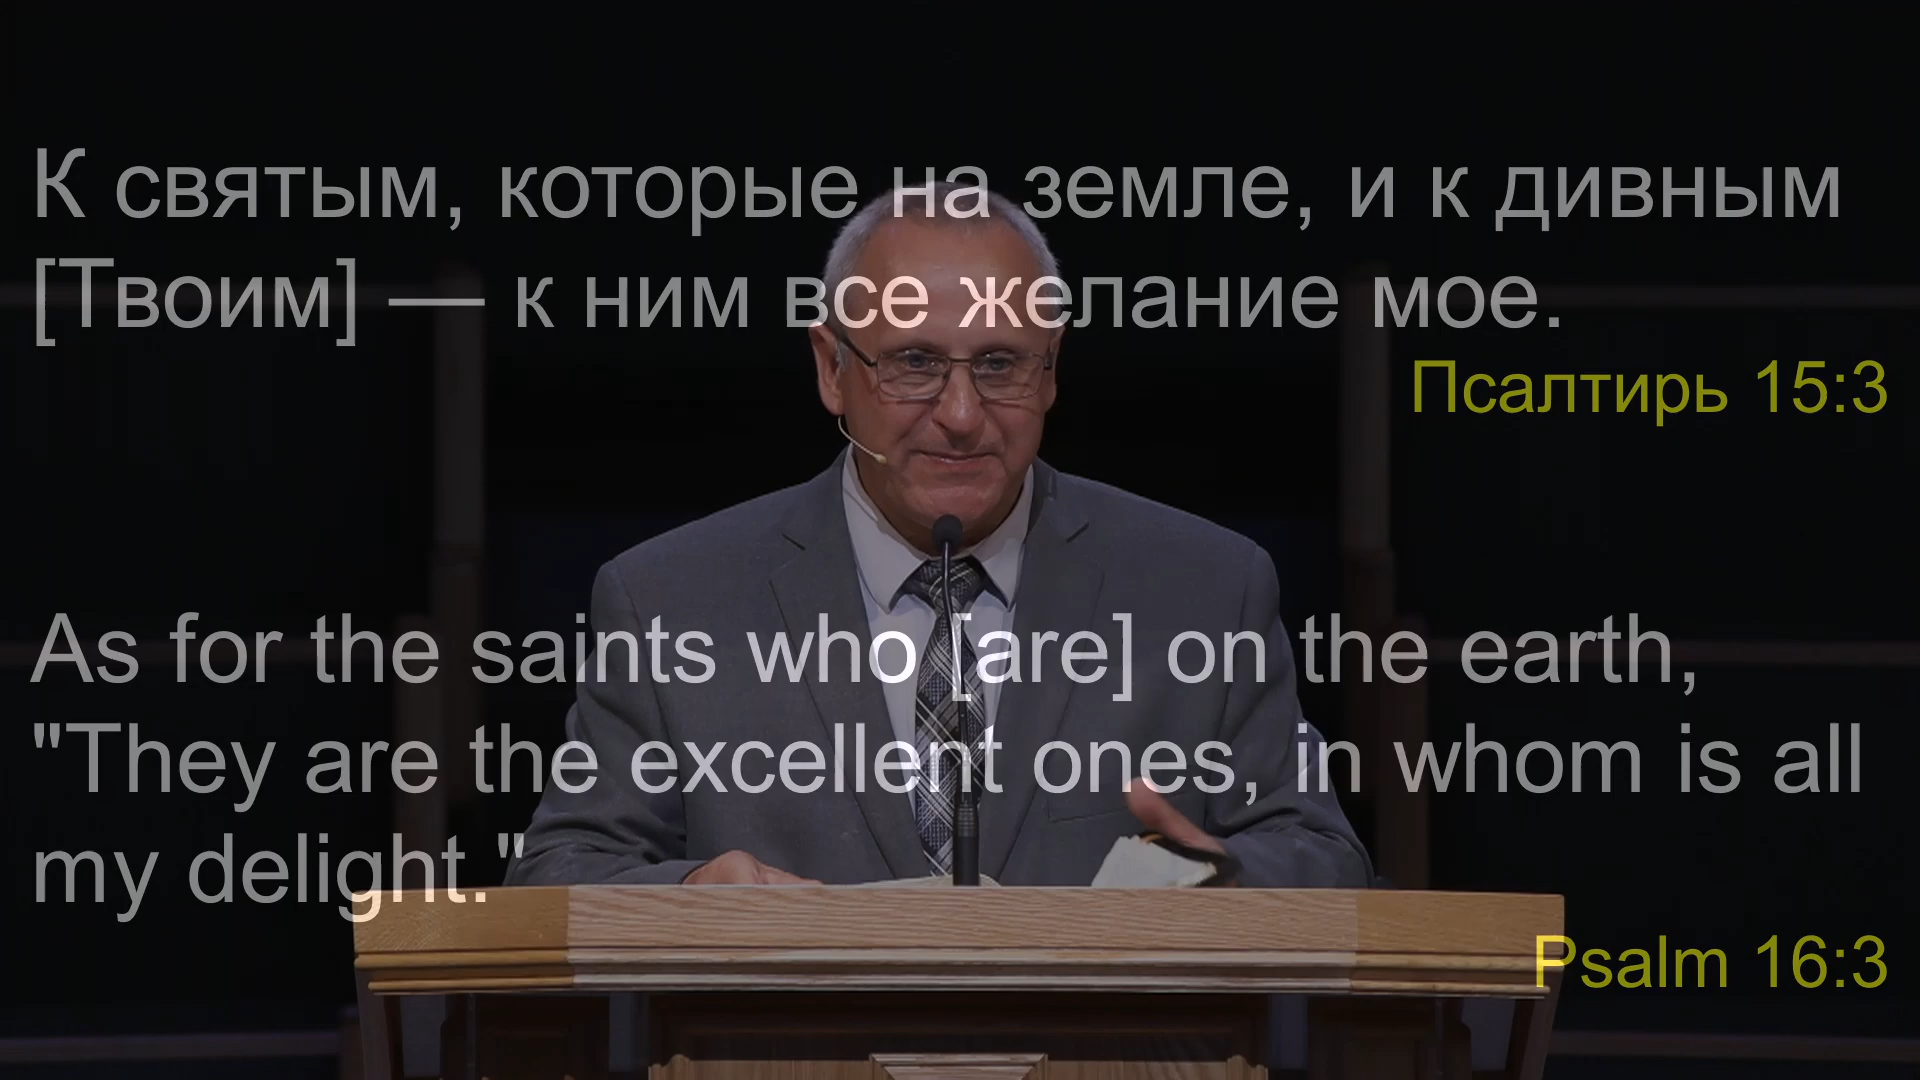 К святым, которые на земле, и к дивным
[Твоим] — к ним все желание мое.
Псалтирь 15:3
As for the saints who [are] on the earth,
"They are the excellent ones, in whom is all
my delight."
Psalm 16:3